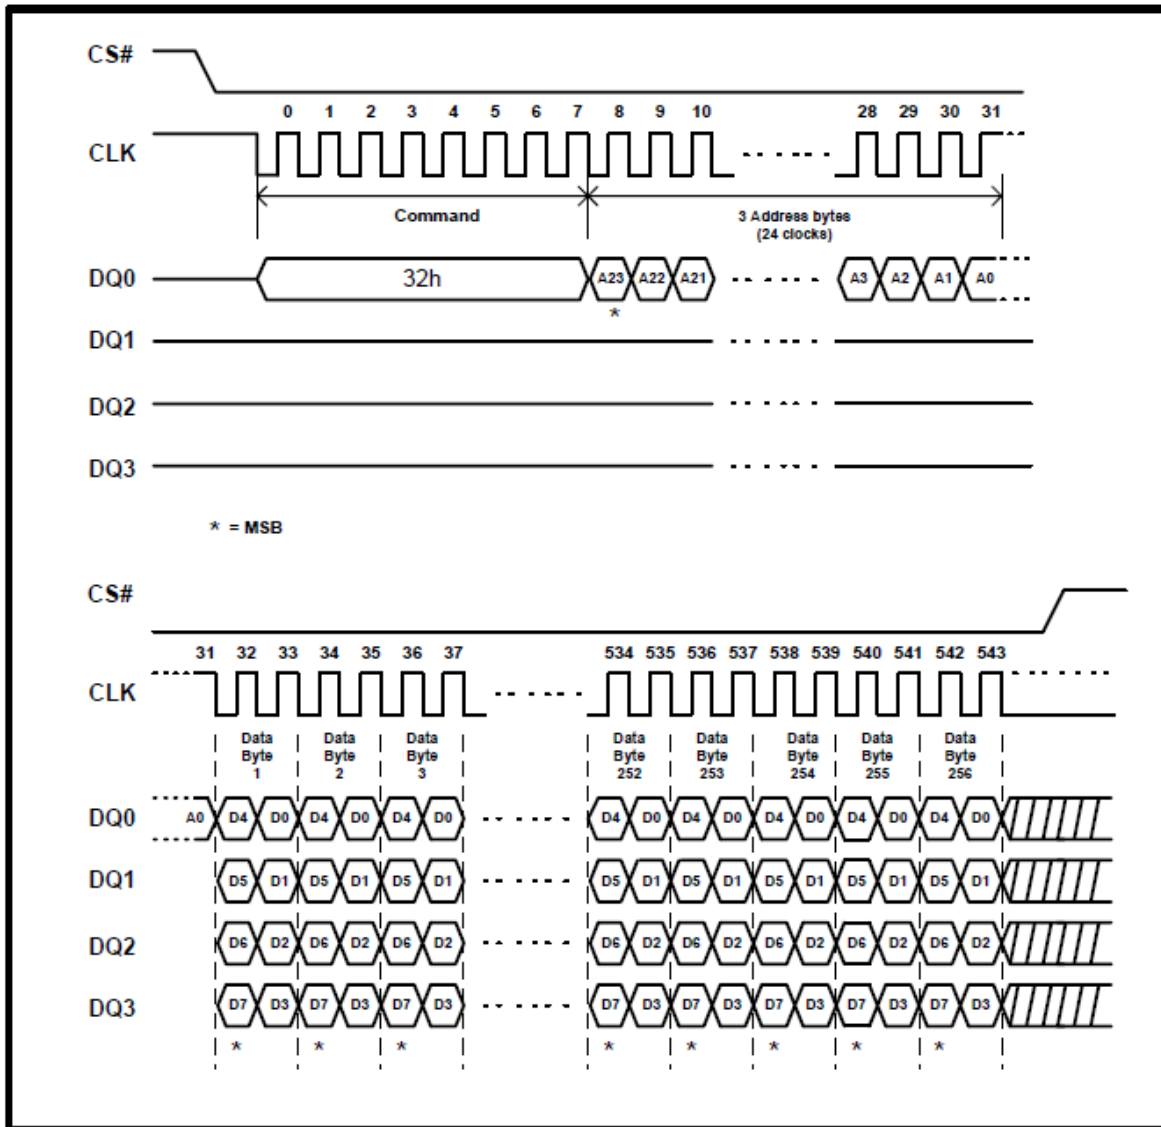 CS#
0 1 2 3 4 5 6 7 8 9 10 28 29 30 31
CLK
Command
3 Address bytes
(24 clocks)
DQ0 32h A23 A22 A21 A3 A2 A1 A0
*
DQ1
DQ2
DQ3
* = MSB
CS#
31 32 33 34 35 36 37 534 535 536 537 538 539 540 541 542 543
CLK
Data Data Data Data Data Data Data Data
Byte Byte Byte Byte Byte Byte Byte Byte
1 2 3 252 253 254 255 256
DQ0 A0 D4 D0 D4 D0 D4 D0 D4 D0 D4 D0 D4 D0 D4 D0 D4 D0
DQ1 D5 D1 D5 D1 D5 D1 D5 D1 D5 D1 D5 D1 D5 D1 D5 D1
DQ2 D6 D2 D6 D2 D6 D2 D6 D2 D6 D2 D6 D2 D6 D2 D6 D2
DQ3 D7 D3 D7 D3 D7 D3 D7 D3 D7 D3 D7 D3 D7 D3 D7 D3
* * * * * * * *